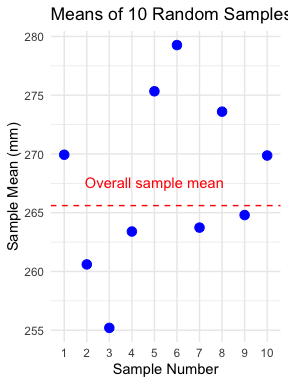 Means of 10 Random Samples
280
275
270
265
260
255
Sample Mean (mm)
Overall sample mean
1 2 3 4 5 6 7 8 9 10
Sample Number